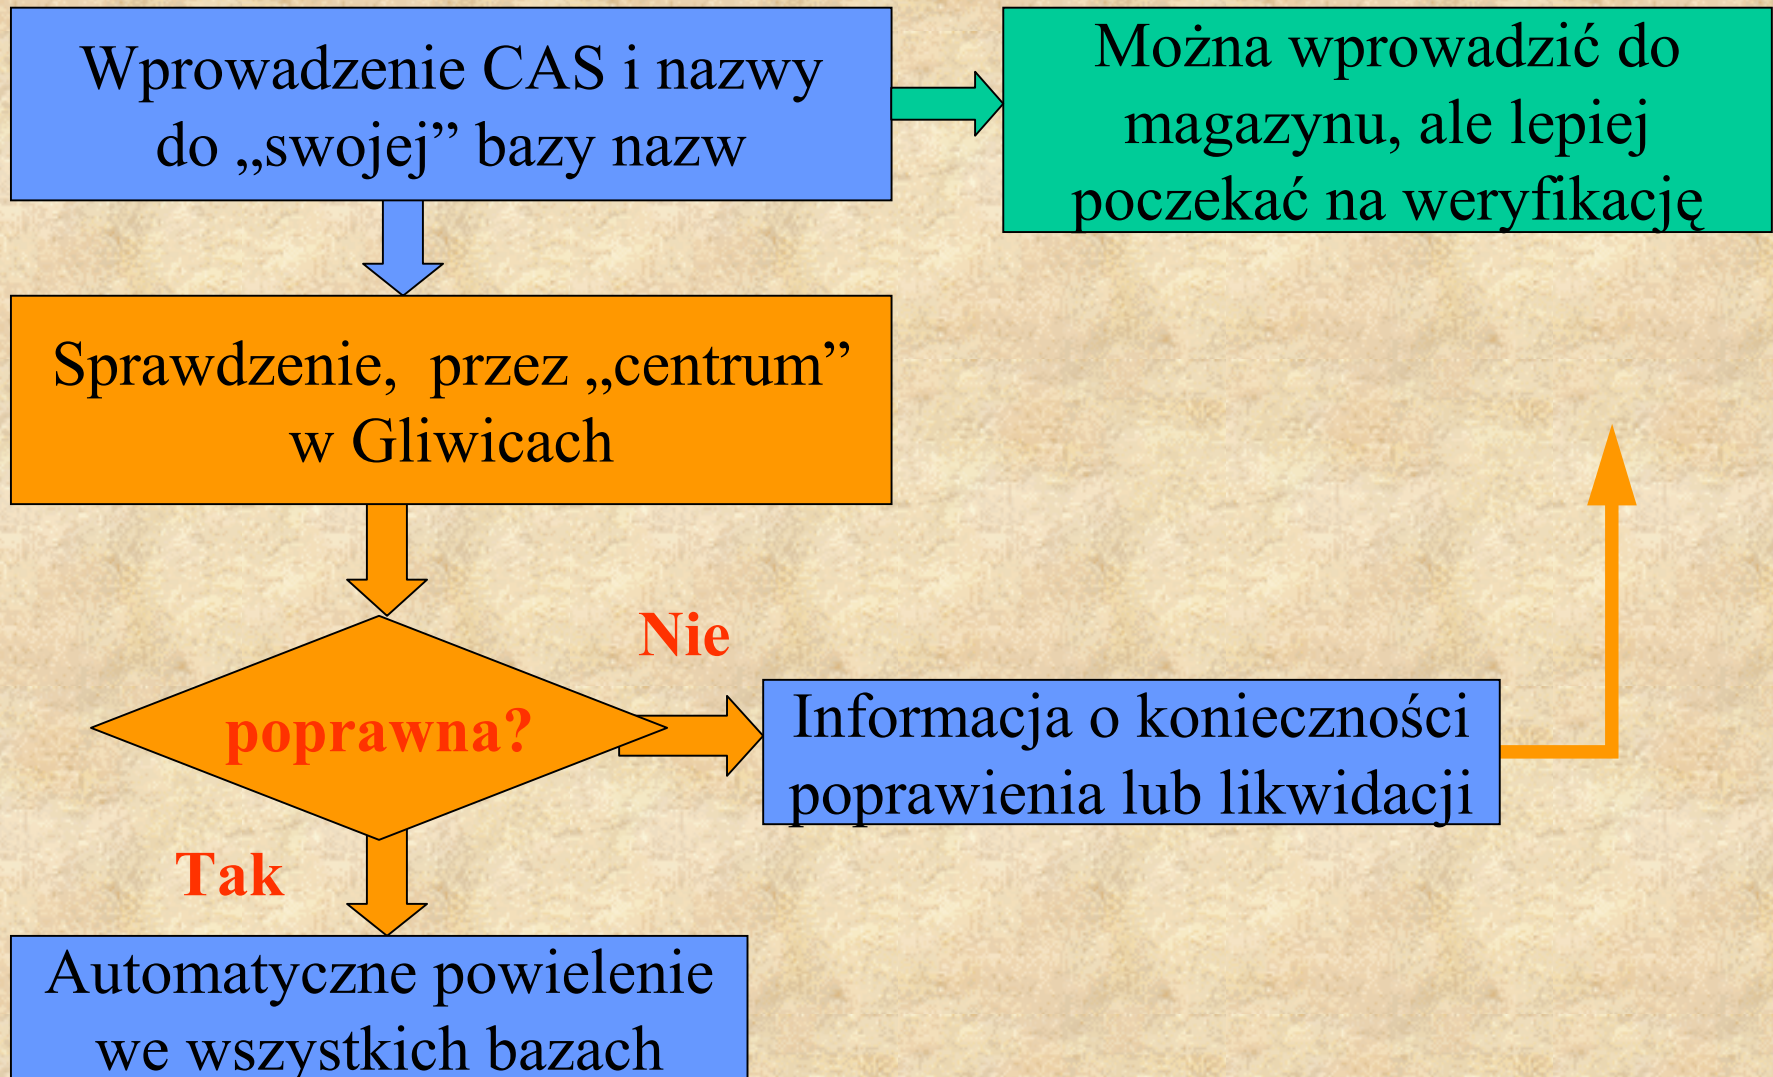 Wprowadzenie CAS i nazwy
do „swojej” bazy nazw
Można wprowadzić do
magazynu, ale lepiej
poczekać na weryfikację
Sprawdzenie,  przez „centrum”
w Gliwicach
Nie
poprawna?
Informacja o konieczności
poprawienia lub likwidacji
Tak
Automatyczne powielenie
we wszystkich bazach